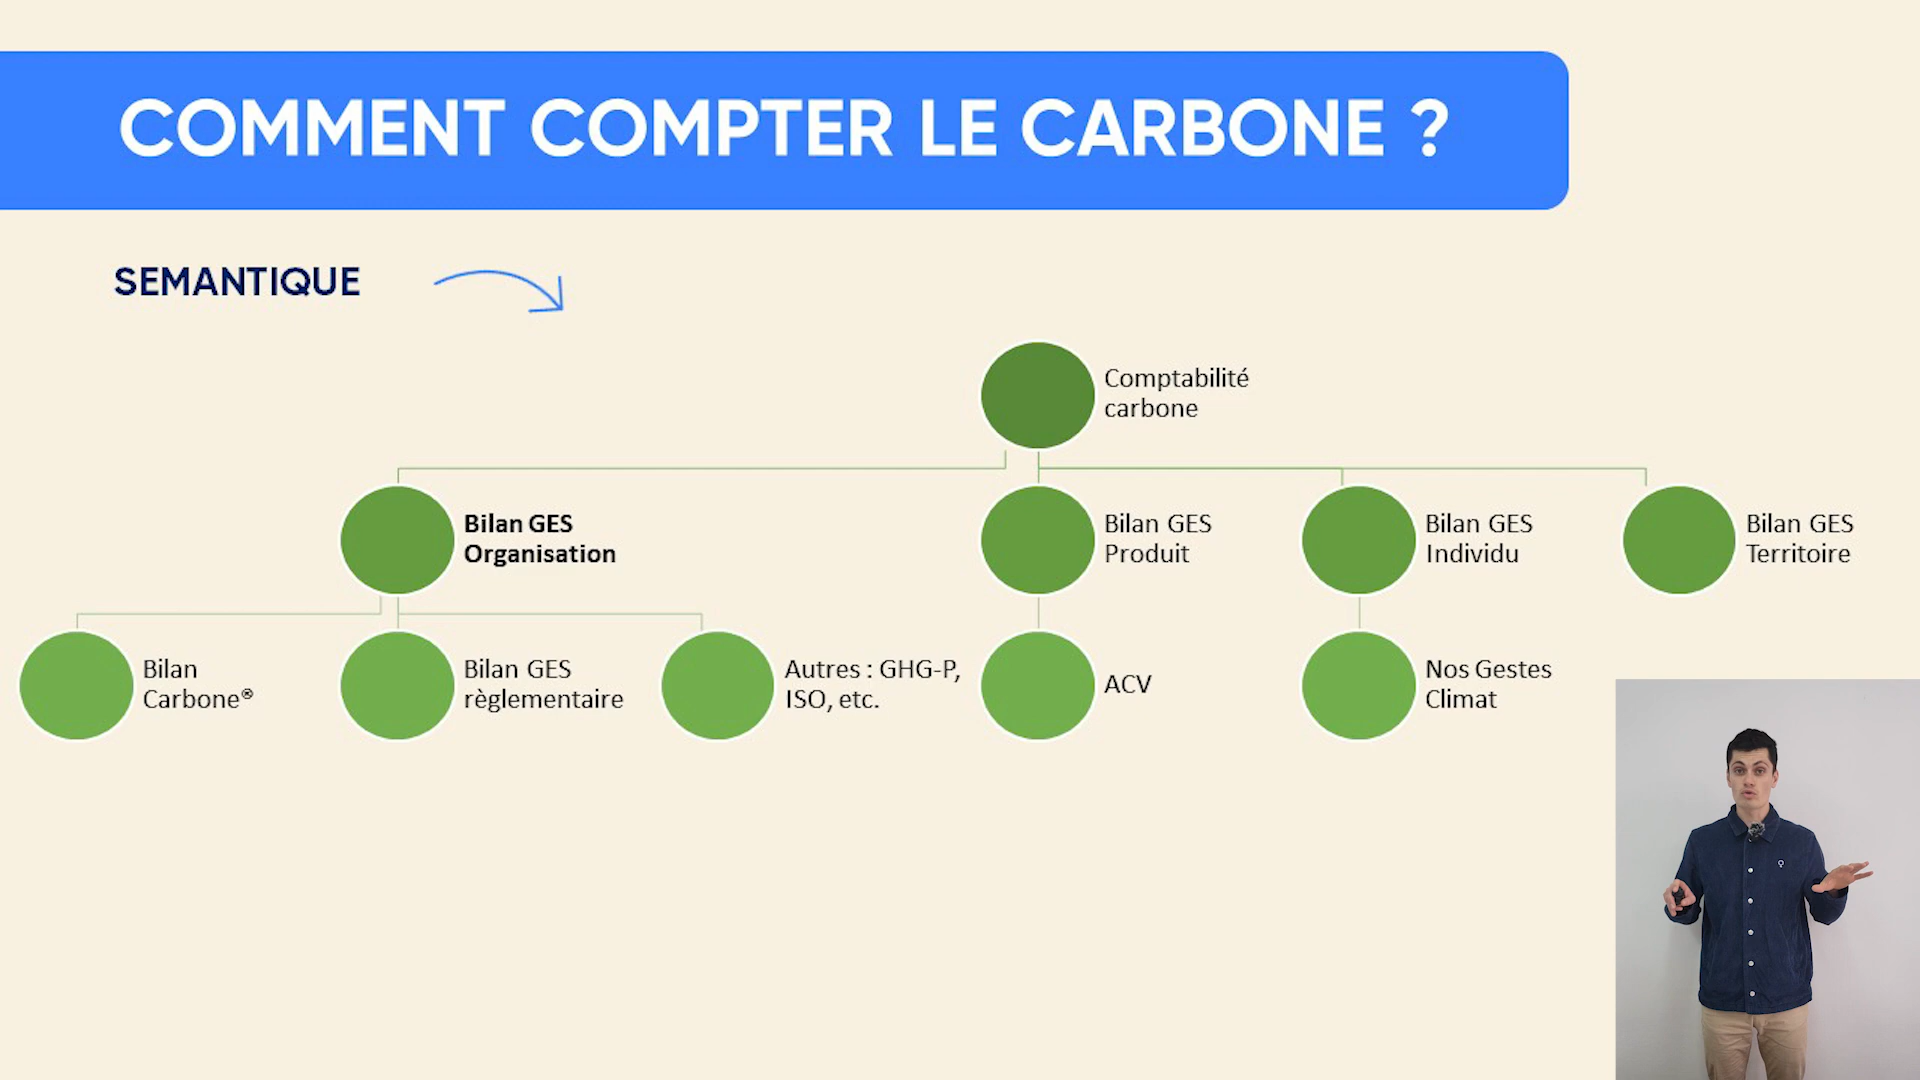 COMMENT COMPTER LE CARBONE ?
SEMANTIQUE
Comptabilité
carbone
Bilan GES
Organisation
Bilan GES
Produit
Bilan GES
Individu
Bilan GES
Territoire
Bilan
Carbone®
Bilan GES
règlementaire
Autres : GHG-P,
ISO, etc.
ACV
Nos Gestes
Climat